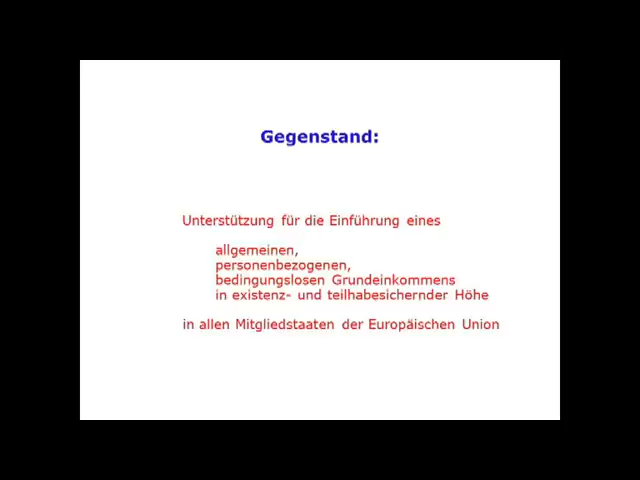 Gegenstand:
Unterstützung für die Einführung eines
allgemeinen,
personenbezogenen,
bedingungslosen Grundeinkommens
in existenz- und teilhabesichernder Höhe
in allen Mitgliedstaaten der Europäischen Union